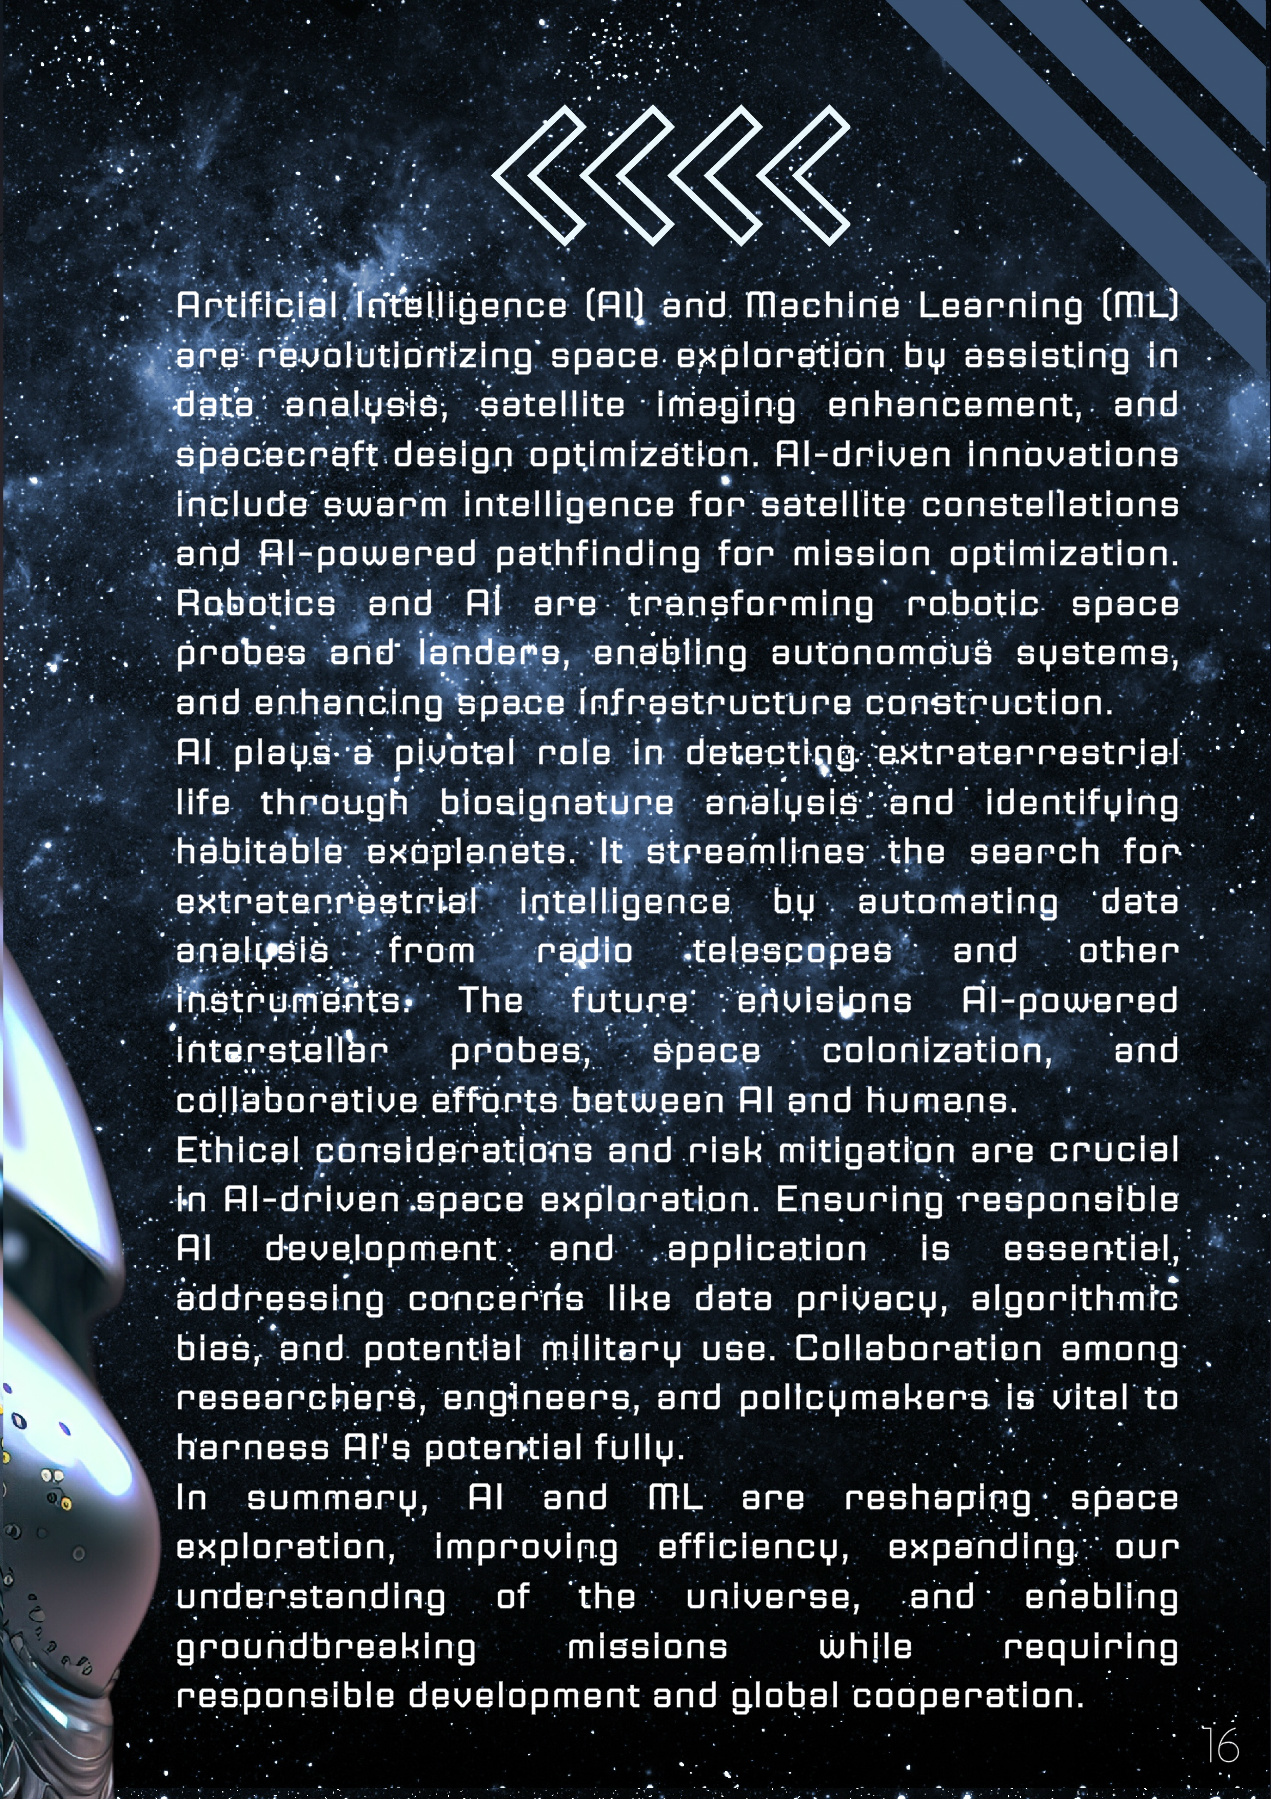 Artificial Intelligence (AI) and Machine Learning (ML)
are revolutionizing space exploration by assisting in
data analysis, satellite imaging enhancement, and
spacecraft design optimization. AI-driven innovations
include swarm intelligence for satellite constellations
and AI-powered pathfinding for mission optimization.
Robotics and AI are transforming robotic space
probes and landers, enabling autonomous systems,
and enhancing space infrastructure construction.
AI plays a pivotal role in detecting extraterrestrial
life through biosignature analysis and identifying
habitable exoplanets. It streamlines the search for
extraterrestrial intelligence by automating data
analysis from radio telescopes and other
instruments. The future envisions AI-powered
interstellar probes, space colonization, and
collaborative efforts between AI and humans.
Ethical considerations and risk mitigation are crucial
in AI-driven space exploration. Ensuring responsible
AI development and application is essential,
addressing concerns like data privacy, algorithmic
bias, and potential military use. Collaboration among
researchers, engineers, and policymakers is vital to
harness AI's potential fully.
In summary, AI and ML are reshaping space
exploration, improving efficiency, expanding our
understanding of the universe, and enabling
groundbreaking missions while requiring
responsible development and global cooperation.
16